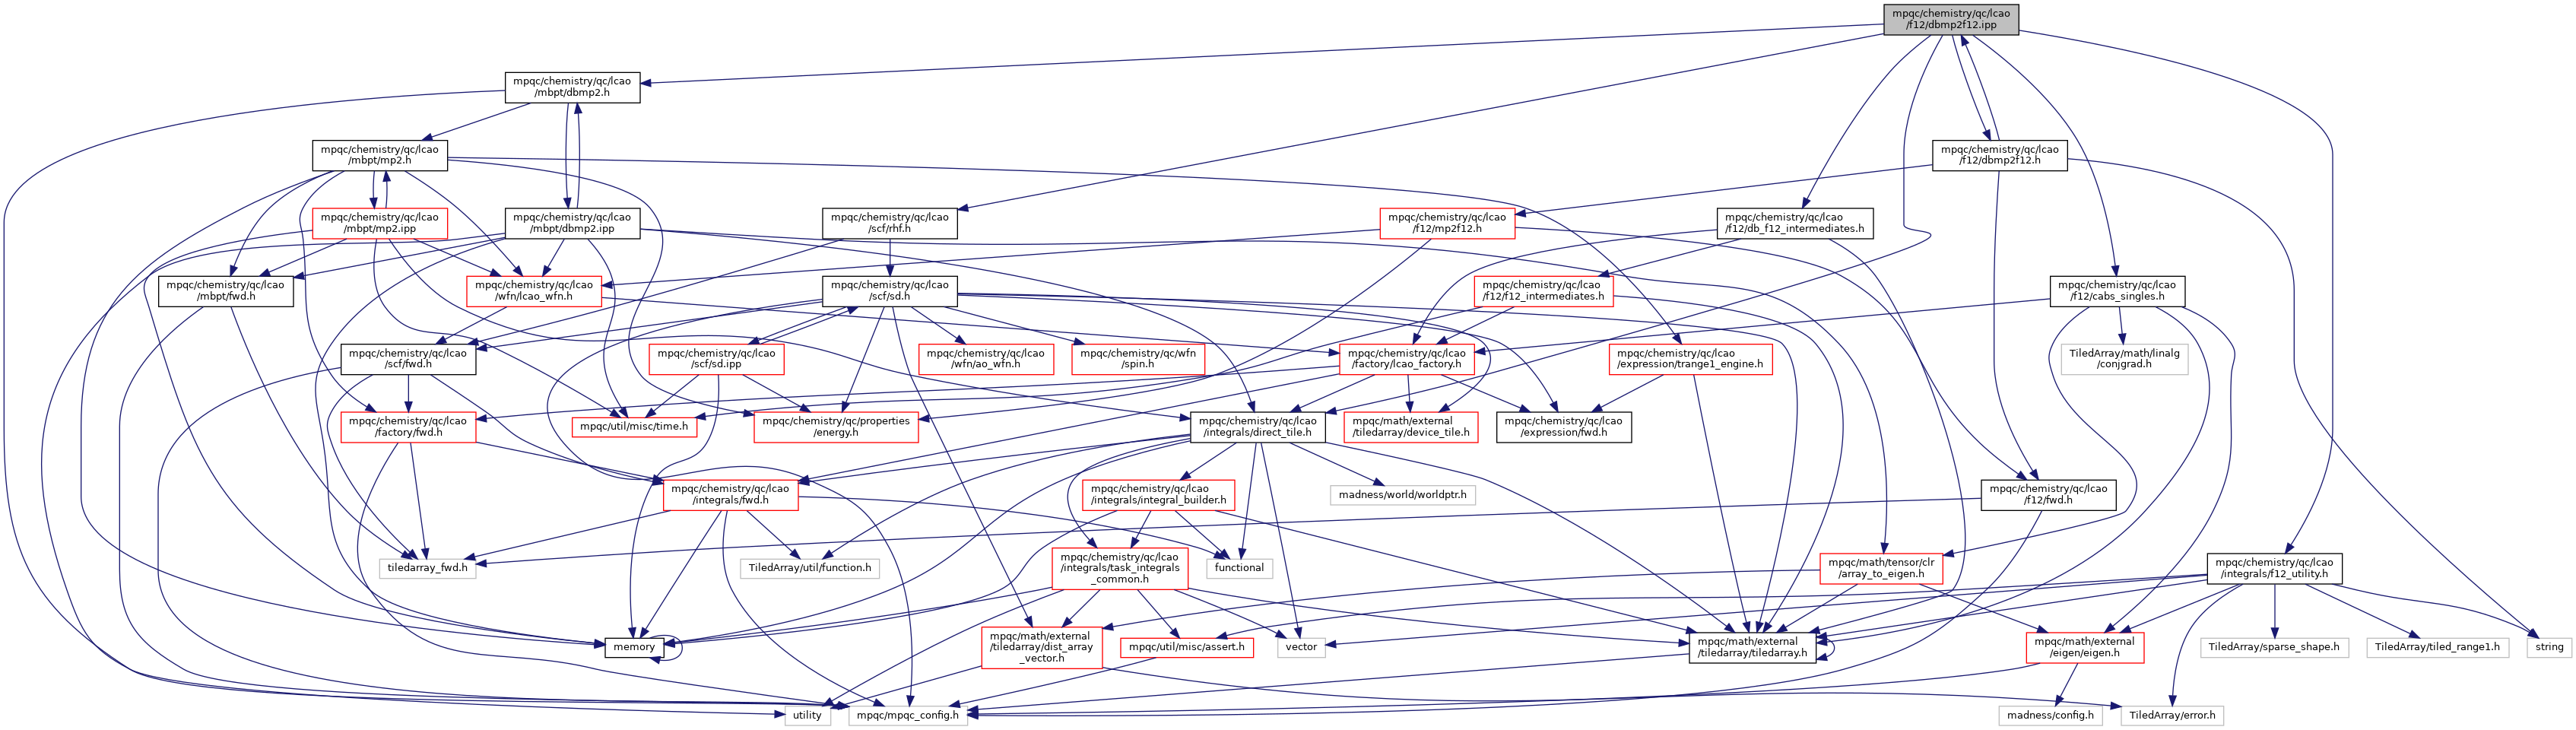 mpqc/chemistry/qc/lcao
/f12/dbmp2f12.ipp
mpqc/chemistry/qc/lcao
/mbpt/dbmp2.h
mpqc/chemistry/qc/lcao
/mbpt/mp2.h
mpqc/chemistry/qc/lcao
/f12/dbmp2f12.h
mpqc/chemistry/qc/lcao
/mbpt/mp2.ipp
mpqc/chemistry/qc/lcao
/mbpt/dbmp2.ipp
mpqc/chemistry/qc/lcao
/scf/rhf.h
mpqc/chemistry/qc/lcao
/f12/mp2f12.h
mpqc/chemistry/qc/lcao
/f12/db_f12_intermediates.h
mpqc/chemistry/qc/lcao
/mbpt/fwd.h
mpqc/chemistry/qc/lcao
/wfn/lcao_wfn.h
mpqc/chemistry/qc/lcao
/scf/sd.h
mpqc/chemistry/qc/lcao
/f12/f12_intermediates.h
mpqc/chemistry/qc/lcao
/f12/cabs_singles.h
mpqc/chemistry/qc/lcao
/scf/fwd.h
mpqc/chemistry/qc/lcao
/scf/sd.ipp
mpqc/chemistry/qc/lcao
/wfn/ao_wfn.h
mpqc/chemistry/qc/wfn
/spin.h
mpqc/chemistry/qc/lcao
/factory/lcao_factory.h
mpqc/chemistry/qc/lcao
/expression/trange1_engine.h
TiledArray/math/linalg
/conjgrad.h
mpqc/chemistry/qc/lcao
/factory/fwd.h
mpqc/util/misc/time.h
mpqc/chemistry/qc/properties
/energy.h
mpqc/chemistry/qc/lcao
/integrals/direct_tile.h
mpqc/math/external
/tiledarray/device_tile.h
mpqc/chemistry/qc/lcao
/expression/fwd.h
mpqc/chemistry/qc/lcao
/integrals/fwd.h
mpqc/chemistry/qc/lcao
/integrals/integral_builder.h
madness/world/worldptr.h
mpqc/chemistry/qc/lcao
/f12/fwd.h
tiledarray_fwd.h
TiledArray/util/function.h
mpqc/chemistry/qc/lcao
/integrals/task_integrals
_common.h
functional
mpqc/math/tensor/clr
/array_to_eigen.h
mpqc/chemistry/qc/lcao
/integrals/f12_utility.h
memory
mpqc/math/external
/tiledarray/dist_array
_vector.h
mpqc/util/misc/assert.h
vector
mpqc/math/external
/tiledarray/tiledarray.h
mpqc/math/external
/eigen/eigen.h
TiledArray/sparse_shape.h
TiledArray/tiled_range1.h
string
utility
mpqc/mpqc_config.h
madness/config.h
TiledArray/error.h